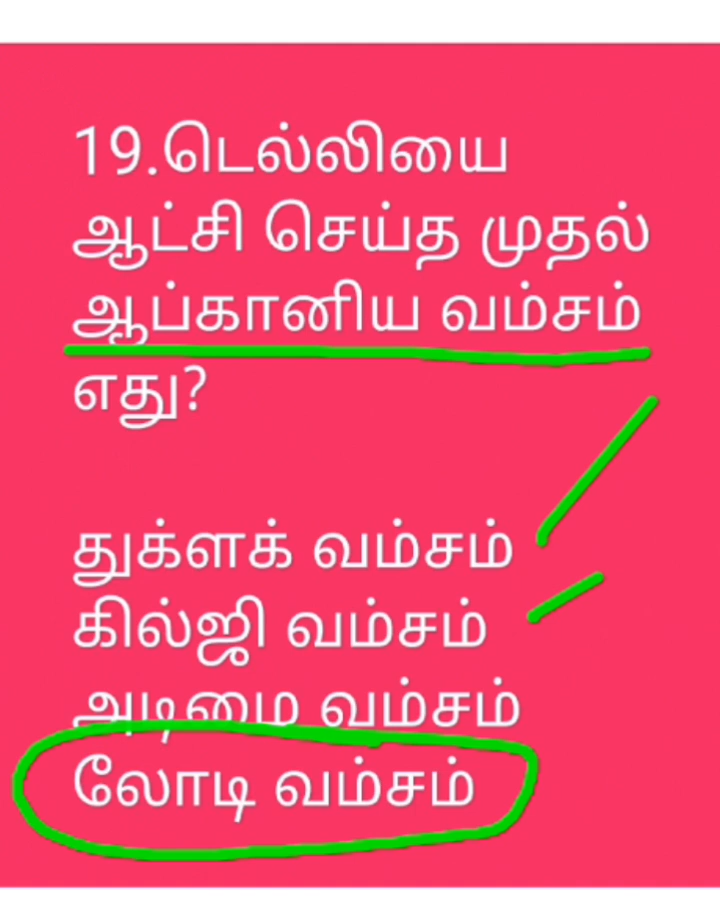 19.டெல்லியை
ஆட்சி செய்த முதல்
ஆப்கானிய வம்சம்
எது?
துக்ளக் வம்சம்
கில்ஜி வம்சம்
அடிமை வம்சம்
லோடி வம்சம்